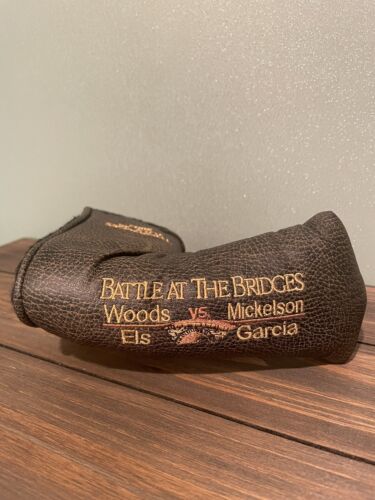 BATTLE AT THE BRIDGES
Woods vs. Mickelson
Els Garcia